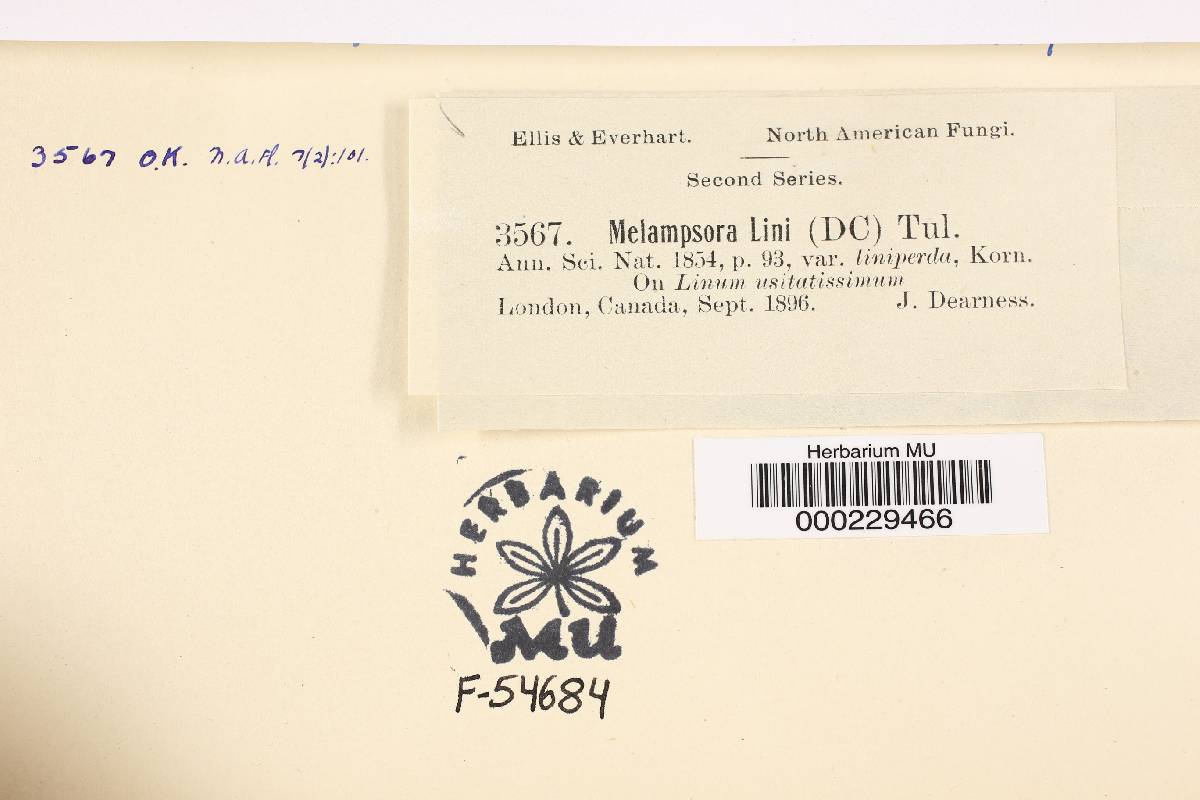 3567 O.K. N.A.F. 7(2):101.
Ellis & Everhart. North American Fungi.
Second Series.
3567. Melampsora Lini (DC) Tul.
Ann. Sci. Nat. 1854, p. 93, var. liniperda, Korn.
On Linum usitatissimum
London, Canada, Sept. 1896. J. Dearness.
Herbarium MU
000229466
HERBARIUM
MU
F-54684